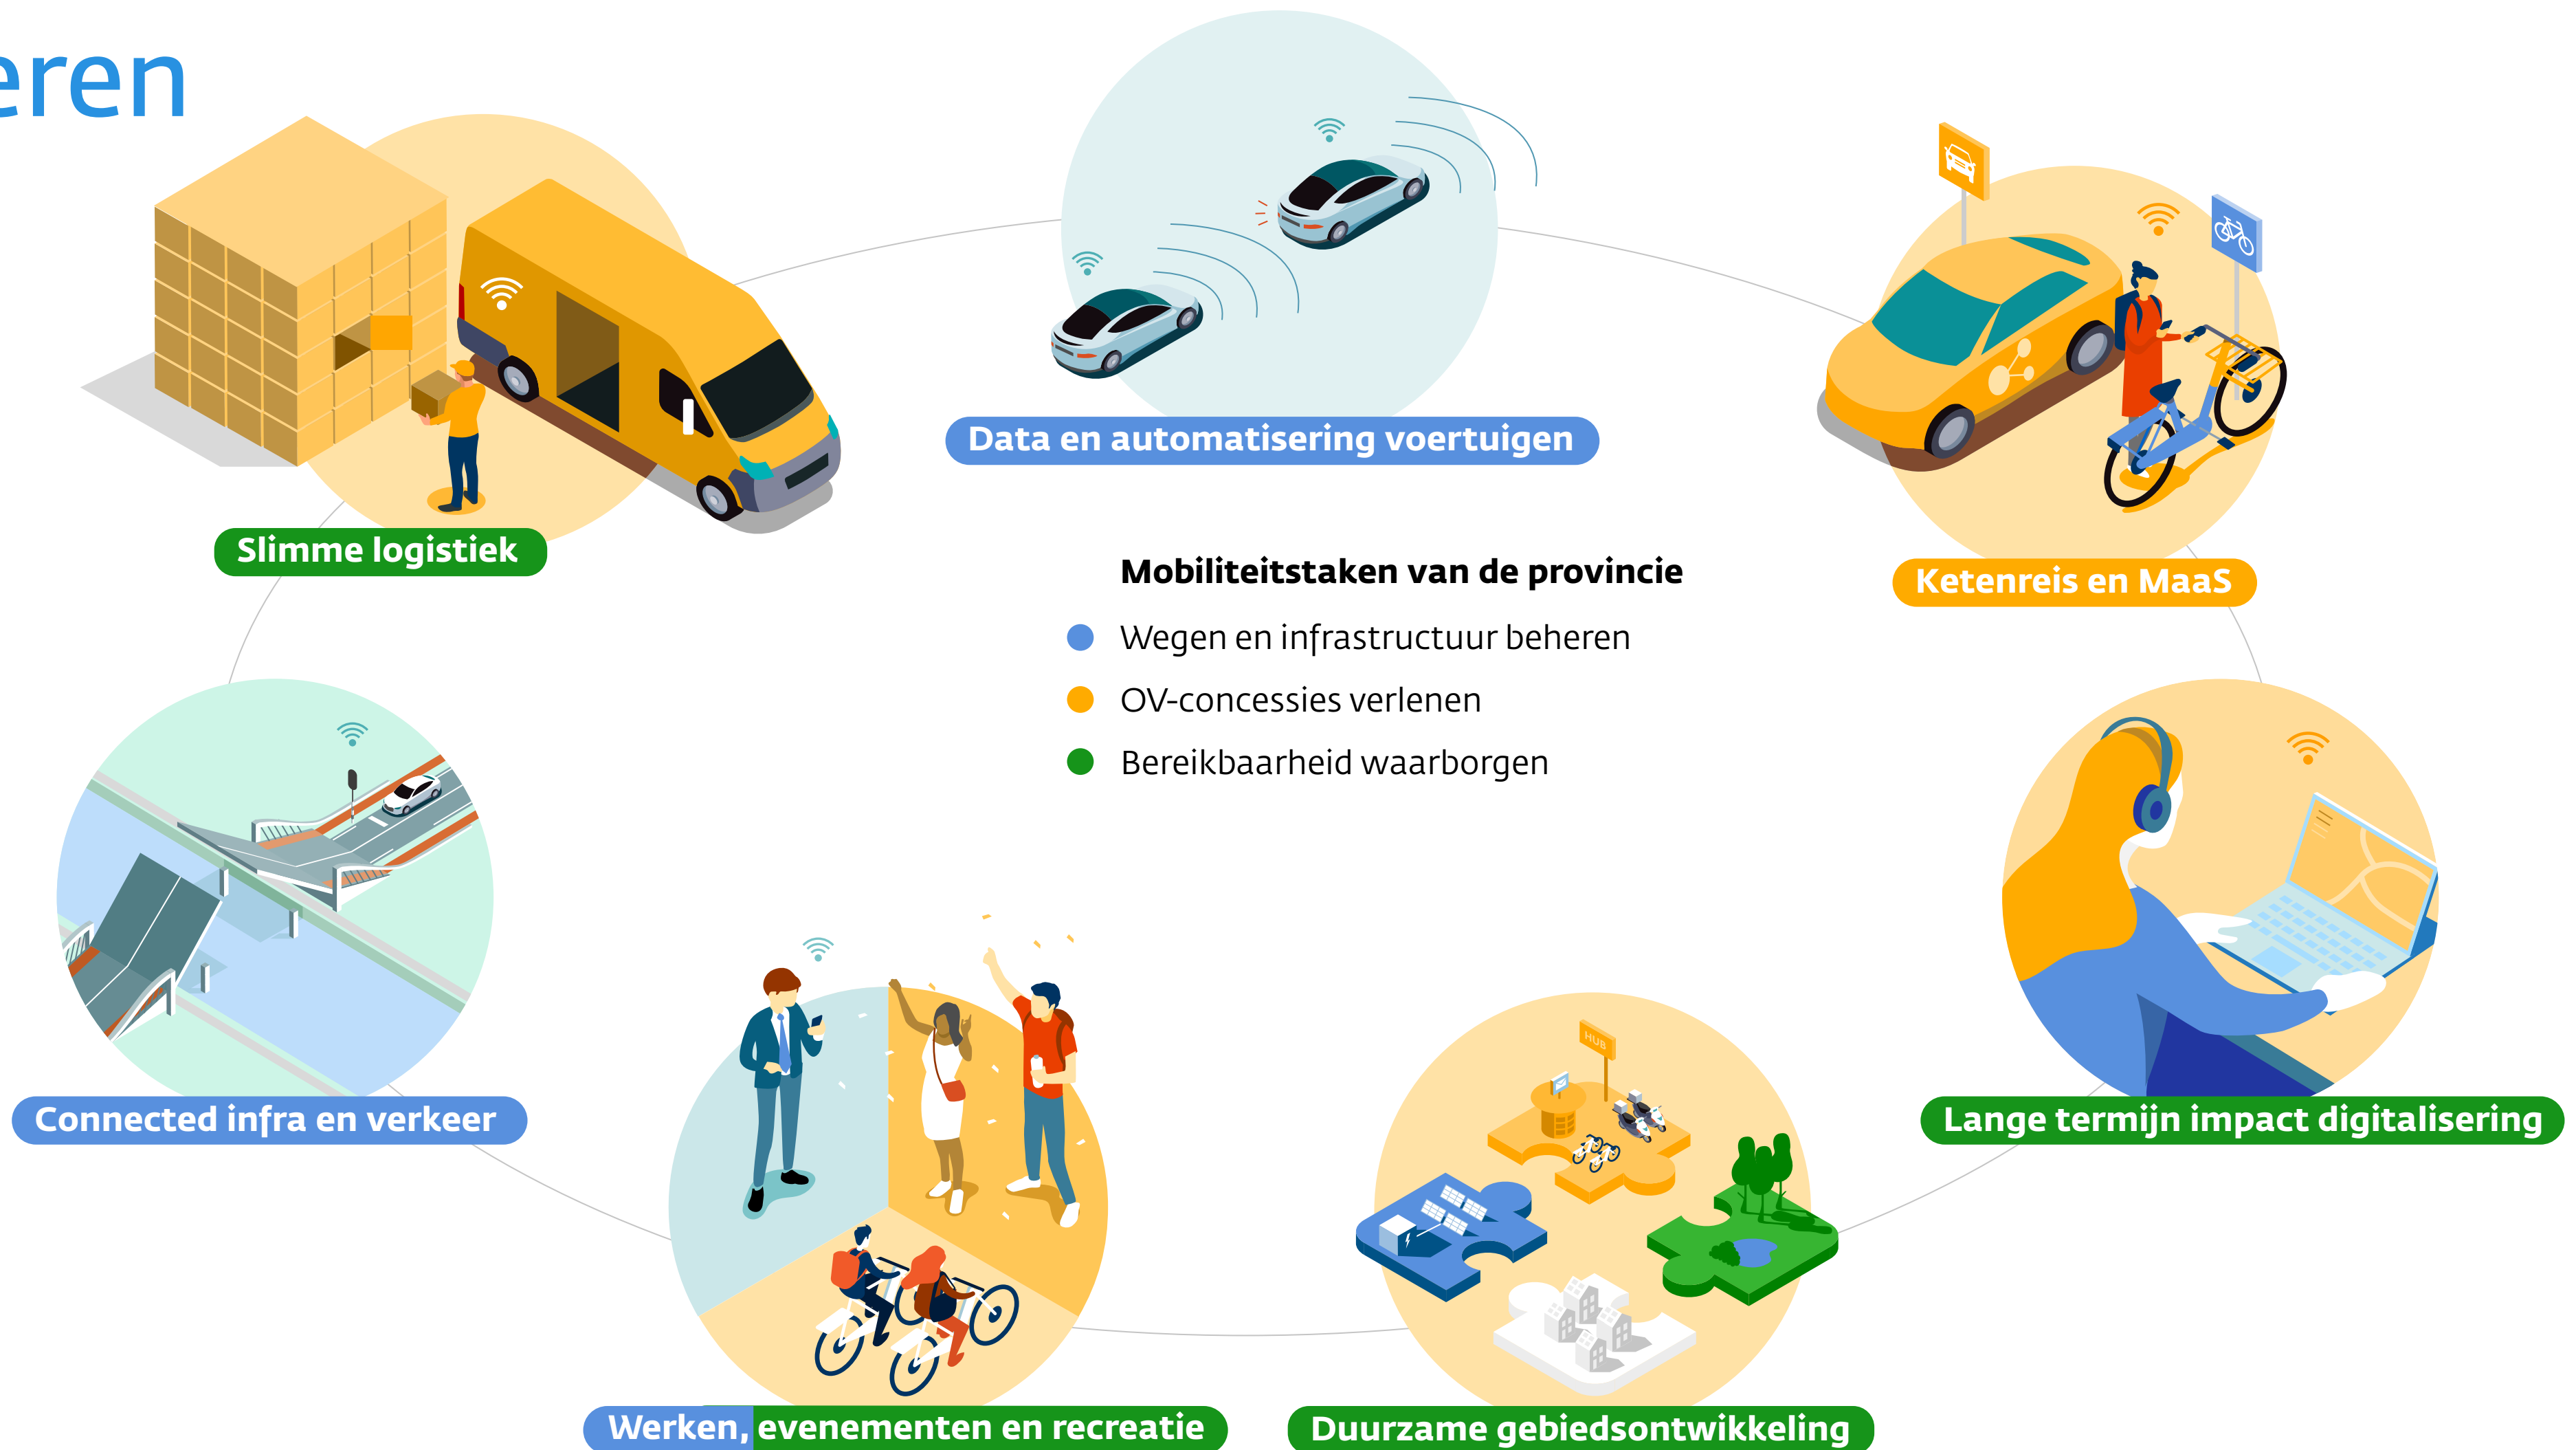 eren
Data en automatisering voertuigen
Slimme logistiek
Ketenreis en MaaS
Mobiliteitstaken van de provincie
Wegen en infrastructuur beheren
OV-concessies verlenen
Bereikbaarheid waarborgen
HUB
Connected infra en verkeer
Lange termijn impact digitalisering
Werken, evenementen en recreatie
Duurzame gebiedsontwikkeling